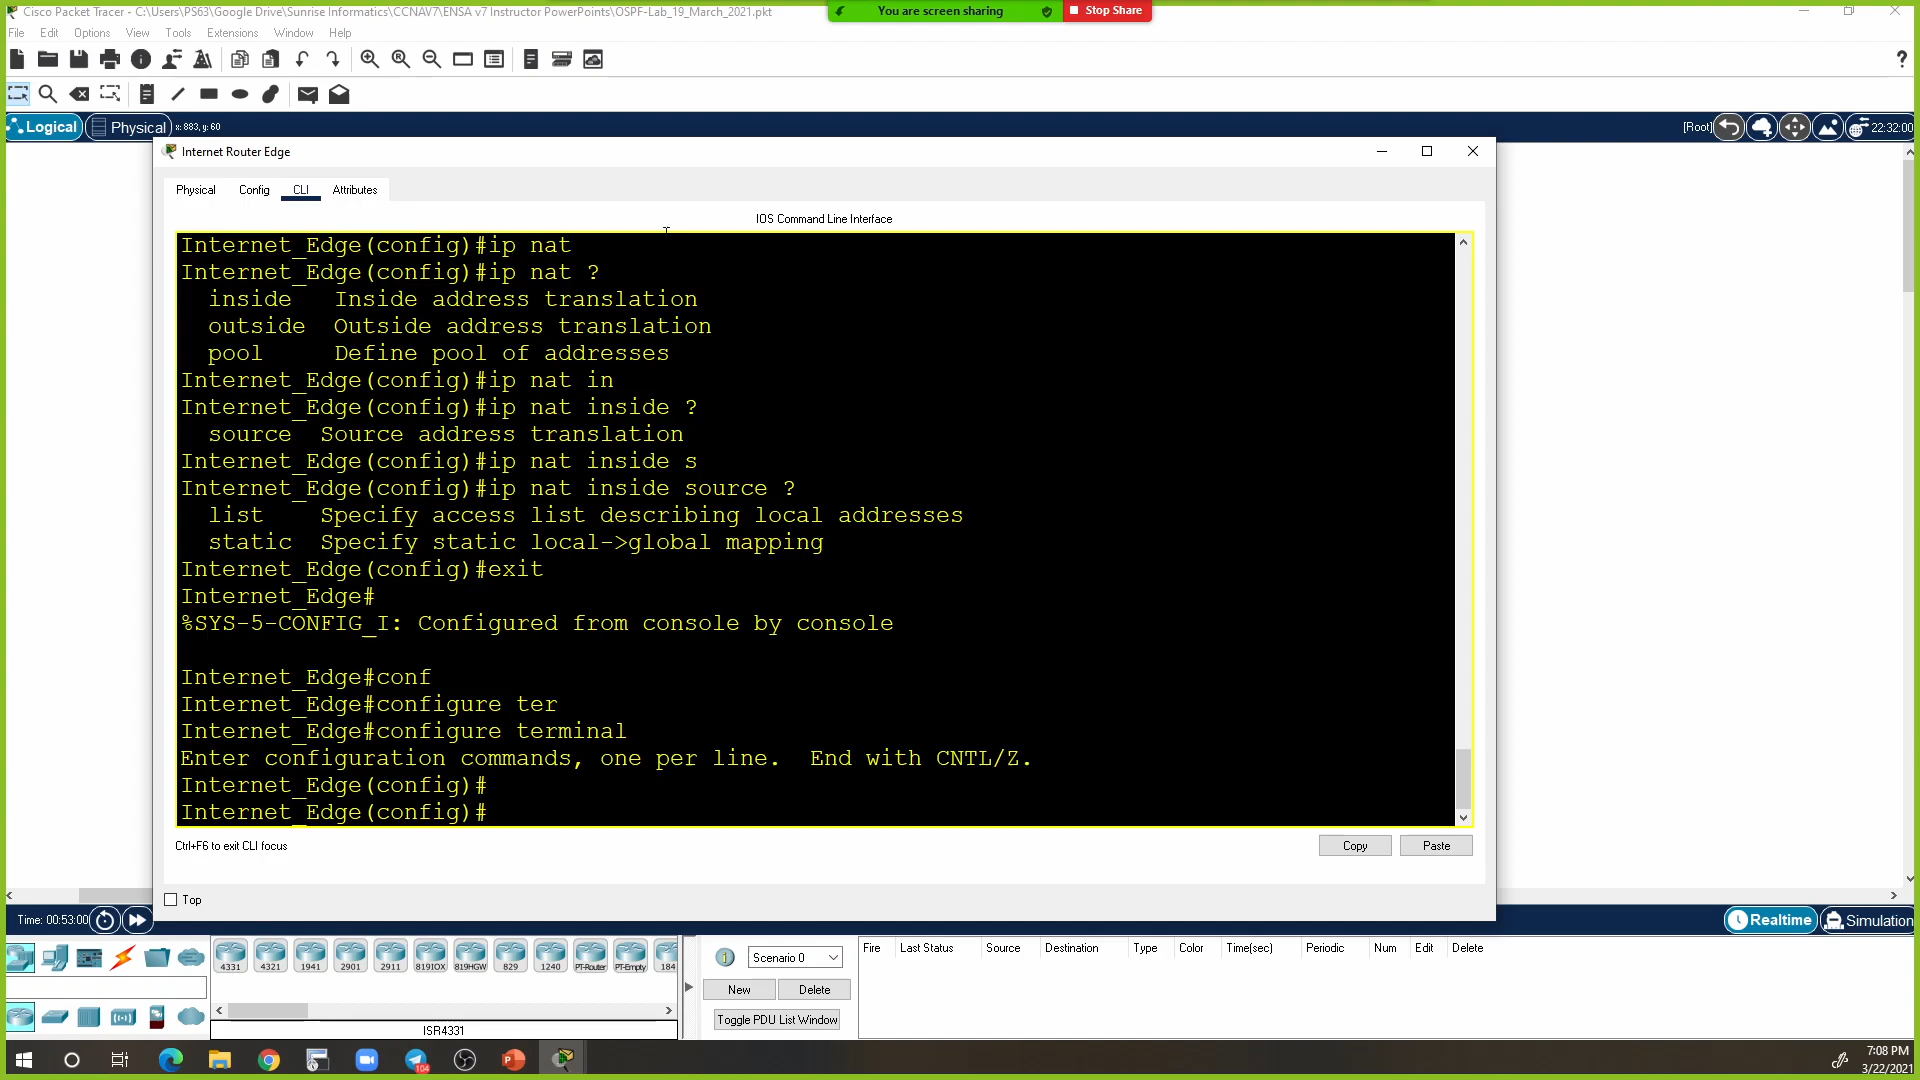 Cisco Packet Tracer - C:\Users\PS63\Google Drive\Sunrise Informatics\CCNAV7\ENSA v7 Instructor PowerPoints\OSPF-Lab_19_March_2021.pkt
You are screen sharing
Stop Share
File Edit Options View Tools Extensions Window Help
?
Logical Physical x: 883, y: 60
[Root] 22:32:00
Internet Router Edge
Physical Config CLI Attributes
IOS Command Line Interface
Internet_Edge(config)#ip nat
Internet_Edge(config)#ip nat ?
inside Inside address translation
outside Outside address translation
pool Define pool of addresses
Internet_Edge(config)#ip nat in
Internet_Edge(config)#ip nat inside ?
source Source address translation
Internet_Edge(config)#ip nat inside s
Internet_Edge(config)#ip nat inside source ?
list Specify access list describing local addresses
static Specify static local->global mapping
Internet_Edge(config)#exit
Internet_Edge#
%SYS-5-CONFIG_I: Configured from console by console
Internet_Edge#conf
Internet_Edge#configure ter
Internet_Edge#configure terminal
Enter configuration commands, one per line. End with CNTL/Z.
Internet_Edge(config)#
Internet_Edge(config)#
Ctrl+F6 to exit CLI focus
Copy Paste
Top
Time: 00:53:00
Realtime Simulation
4331 4321 1941 2901 2911 819IOX 819HGW 829 1240 PT-Router PT-Empty 184
Scenario 0
New Delete
Toggle PDU List Window
Fire Last Status Source Destination Type Color Time(sec) Periodic Num Edit Delete
ISR4331
104
7:08 PM
3/22/2021